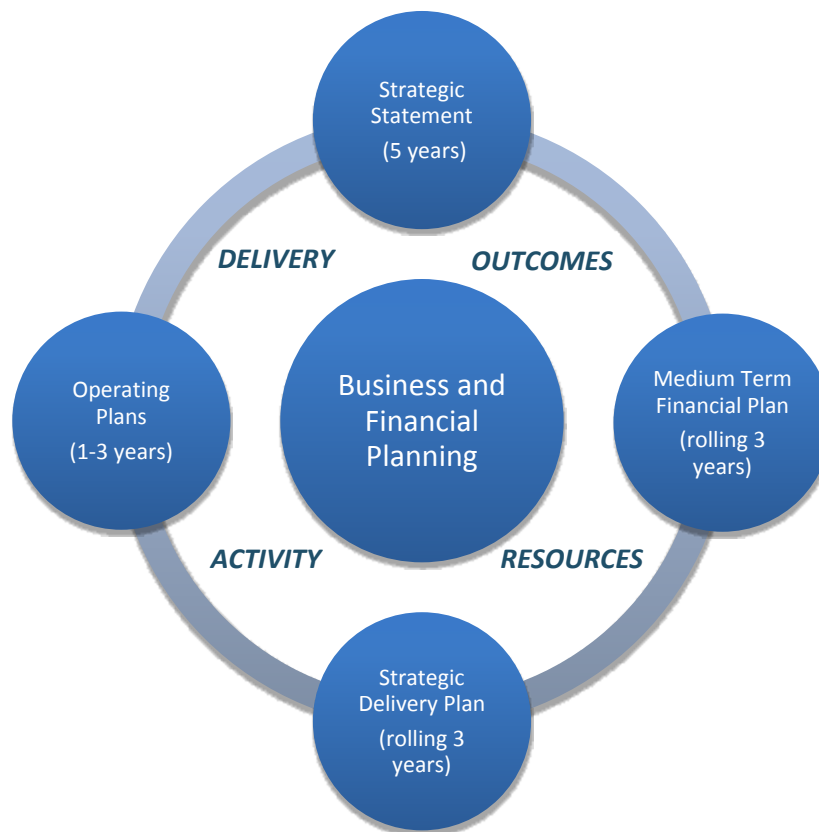 Strategic
Statement
(5 years)
DELIVERY
OUTCOMES
Operating
Plans
(1-3 years)
Business and
Financial
Planning
Medium Term
Financial Plan
(rolling 3
years)
ACTIVITY
RESOURCES
Strategic
Delivery Plan
(rolling 3
years)